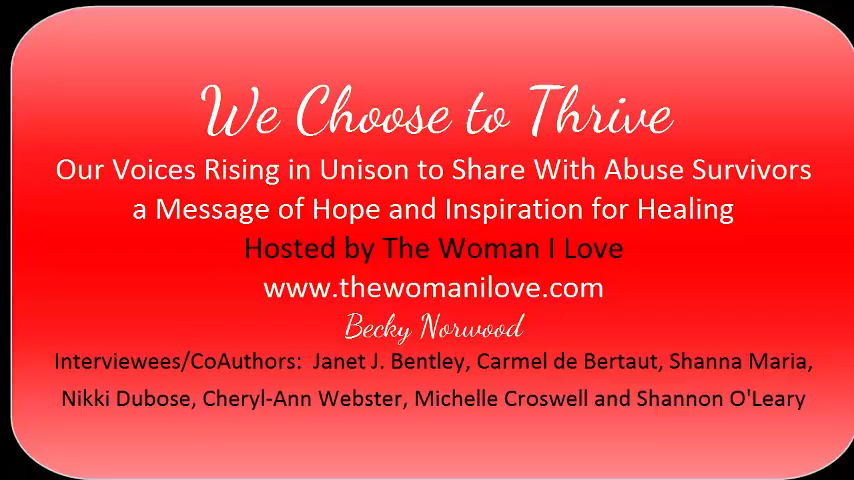 We Choose to Thrive
Our Voices Rising in Unison to Share With Abuse Survivors
a Message of Hope and Inspiration for Healing
Hosted by The Woman I Love
www.thewomanilove.com
Becky Norwood
Interviewees/CoAuthors:  Janet J. Bentley, Carmel de Bertaut, Shanna Maria,
Nikki Dubose, Cheryl-Ann Webster, Michelle Croswell and Shannon O'Leary